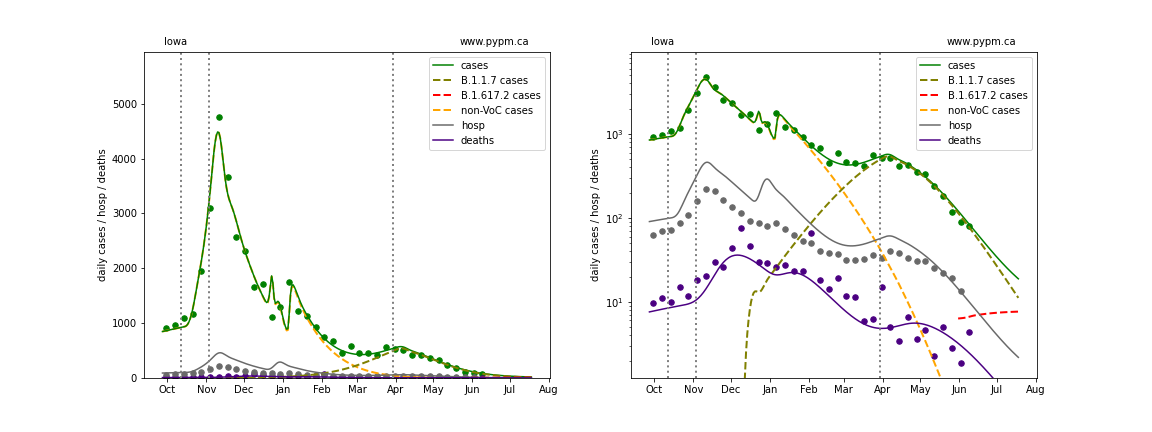 Iowa
www.pypm.ca
daily cases / hosp / deaths
5000
4000
3000
2000
1000
0
Oct Nov Dec Jan Feb Mar Apr May Jun Jul Aug
cases
B.1.1.7 cases
B.1.617.2 cases
non-VoC cases
hosp
deaths
Iowa
www.pypm.ca
daily cases / hosp / deaths
10³
10²
10¹
Oct Nov Dec Jan Feb Mar Apr May Jun Jul Aug
cases
B.1.1.7 cases
B.1.617.2 cases
non-VoC cases
hosp
deaths